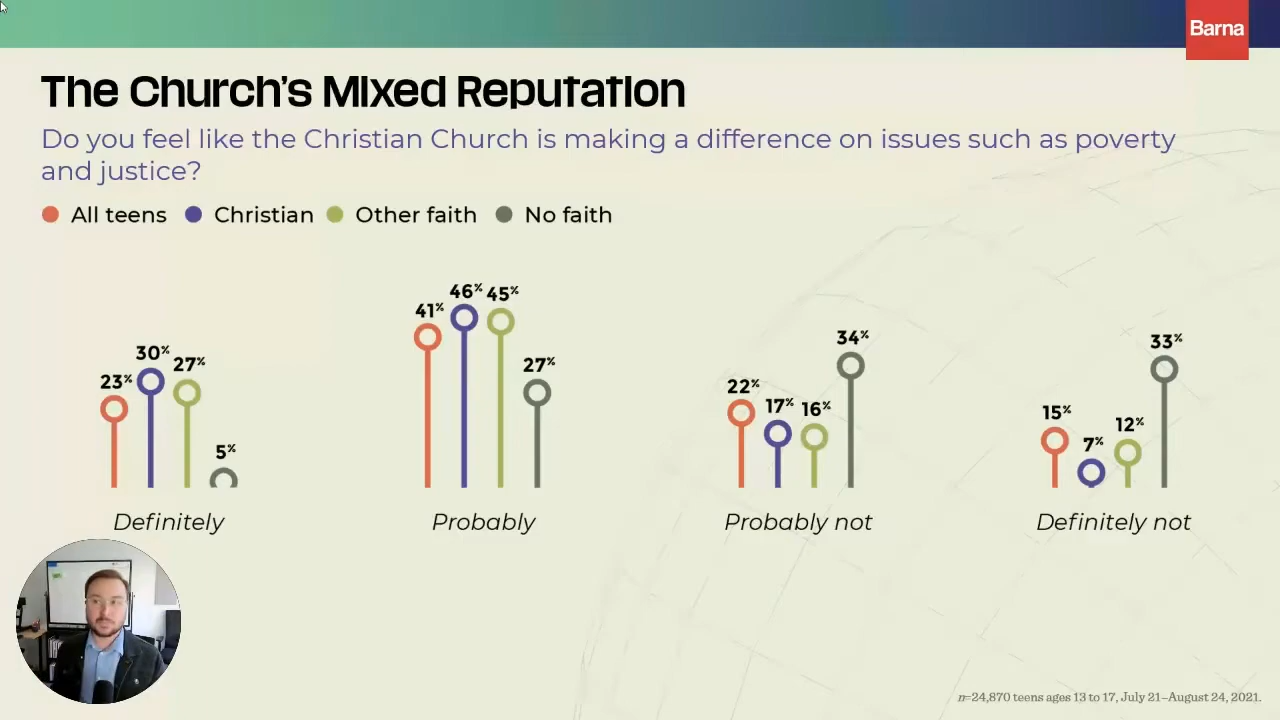 Barna
The Church's MIxed ReputatIon
Do you feel like the Christian Church is making a difference on issues such as poverty
and justice?
All teens Christian Other faith No faith
23% 30% 27% 5%
41% 46% 45% 27%
22% 17% 16% 34%
15% 7% 12% 33%
Definitely Probably Probably not Definitely not
n=24,870 teens ages 13 to 17, July 21–August 24, 2021.